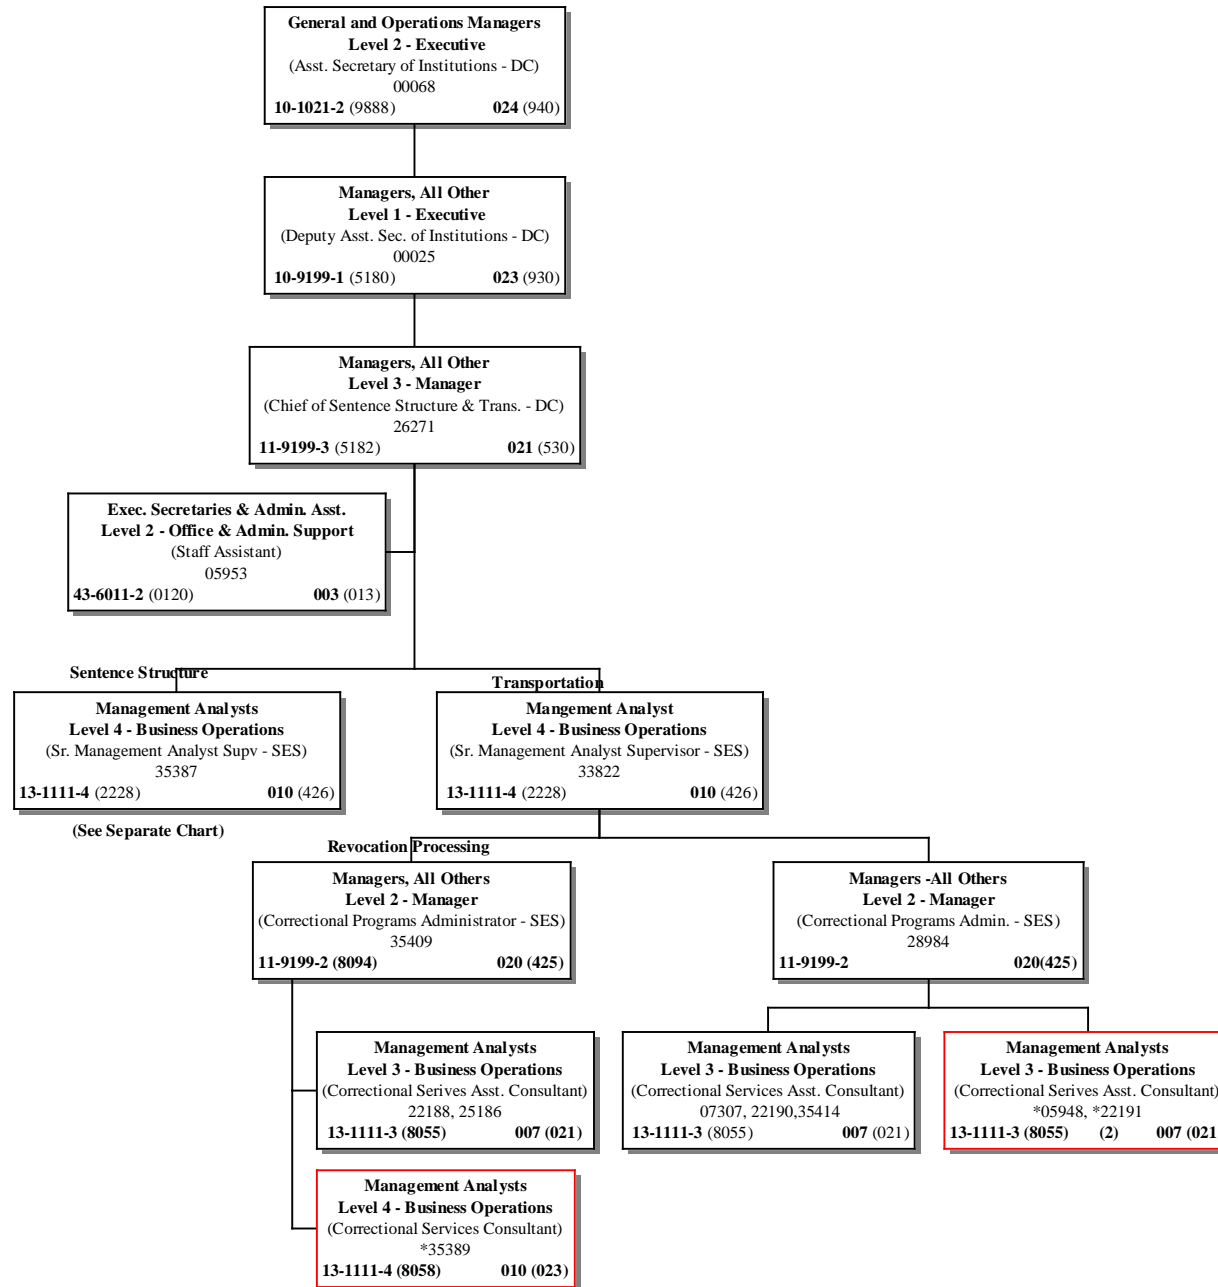 General and Operations Managers
Level 2 - Executive
(Asst. Secretary of Institutions - DC)
00068
10-1021-2 (9888) 024 (940)
Managers, All Other
Level 1 - Executive
(Deputy Asst. Sec. of Institutions - DC)
00025
10-9199-1 (5180) 023 (930)
Managers, All Other
Level 3 - Manager
(Chief of Sentence Structure & Trans. - DC)
26271
11-9199-3 (5182) 021 (530)
Exec. Secretaries & Admin. Asst.
Level 2 - Office & Admin. Support
(Staff Assistant)
05953
43-6011-2 (0120) 003 (013)
Sentence Structure
Management Analysts
Level 4 - Business Operations
(Sr. Management Analyst Supv - SES)
35387
13-1111-4 (2228) 010 (426)
(See Separate Chart)
Transportation
Mangement Analyst
Level 4 - Business Operations
(Sr. Management Analyst Supervisor - SES)
33822
13-1111-4 (2228) 010 (426)
Revocation Processing
Managers, All Others
Level 2 - Manager
(Correctional Programs Administrator - SES)
35409
11-9199-2 (8094) 020 (425)
Managers -All Others
Level 2 - Manager
(Correctional Programs Admin. - SES)
28984
11-9199-2 020(425)
Management Analysts
Level 3 - Business Operations
(Correctional Serives Asst. Consultant)
22188, 25186
13-1111-3 (8055) 007 (021)
Management Analysts
Level 3 - Business Operations
(Correctional Services Asst. Consultant)
07307, 22190,35414
13-1111-3 (8055) 007 (021)
Management Analysts
Level 3 - Business Operations
(Correctional Serives Asst. Consultant)
*05948, *22191
13-1111-3 (8055) (2) 007 (021
Management Analysts
Level 4 - Business Operations
(Correctional Services Consultant)
*35389
13-1111-4 (8058) 010 (023)